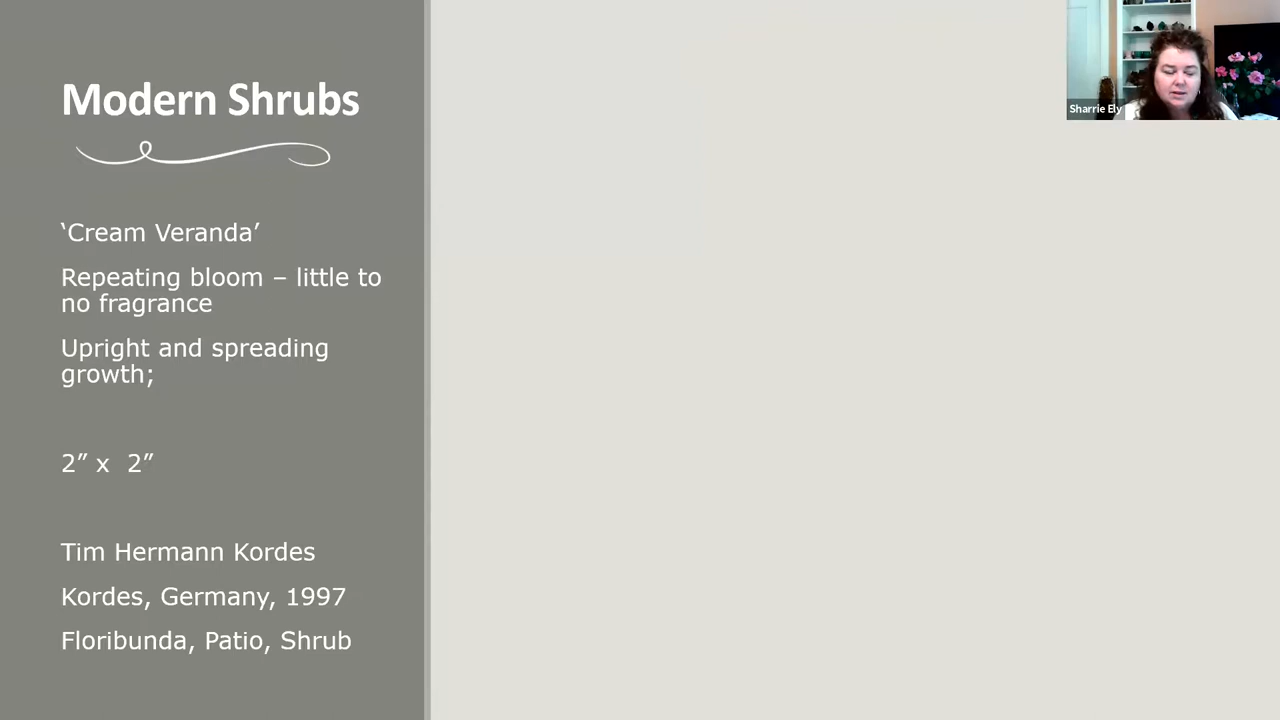 Modern Shrubs
‘Cream Veranda’
Repeating bloom – little to
no fragrance
Upright and spreading
growth;
2” x  2”
Tim Hermann Kordes
Kordes, Germany, 1997
Floribunda, Patio, Shrub
Sharrie Ely